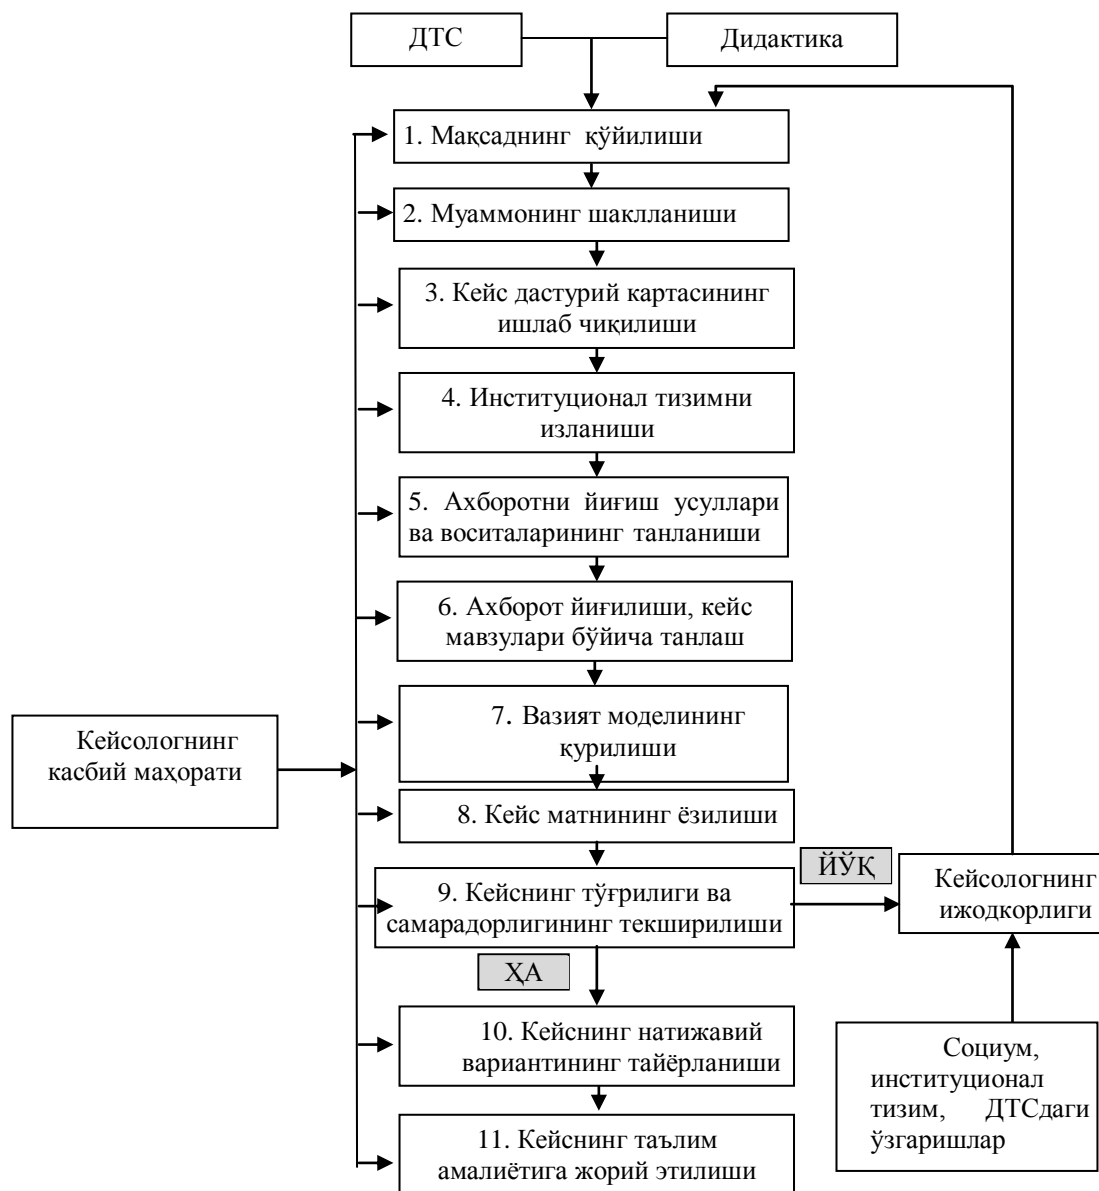 ДТС
Дидактика
1. Мақсаднинг қўйилиши
2. Муаммонинг шаклланиши
3. Кейс дастурий картасининг
ишлаб чиқилиши
4. Институционал тизимни
изланиши
5. Ахборотни йиғиш усуллари
ва воситаларининг танланиши
6. Ахборот йиғилиши, кейс
мавзулари бўйича танлаш
7. Вазият моделининг
қурилиши
Кейсологнинг
касбий маҳорати
8. Кейс матнининг ёзилиши
ЙЎҚ
9. Кейснинг тўғрилиги ва
самарадорлигининг текширилиши
Кейсологнинг
ижодкорлиги
ҲА
10. Кейснинг натижавий
вариантининг тайёрланиши
Социум,
институционал
тизим, ДТСдаги
ўзгаришлар
11. Кейснинг таълим
амалиётига жорий этилиши